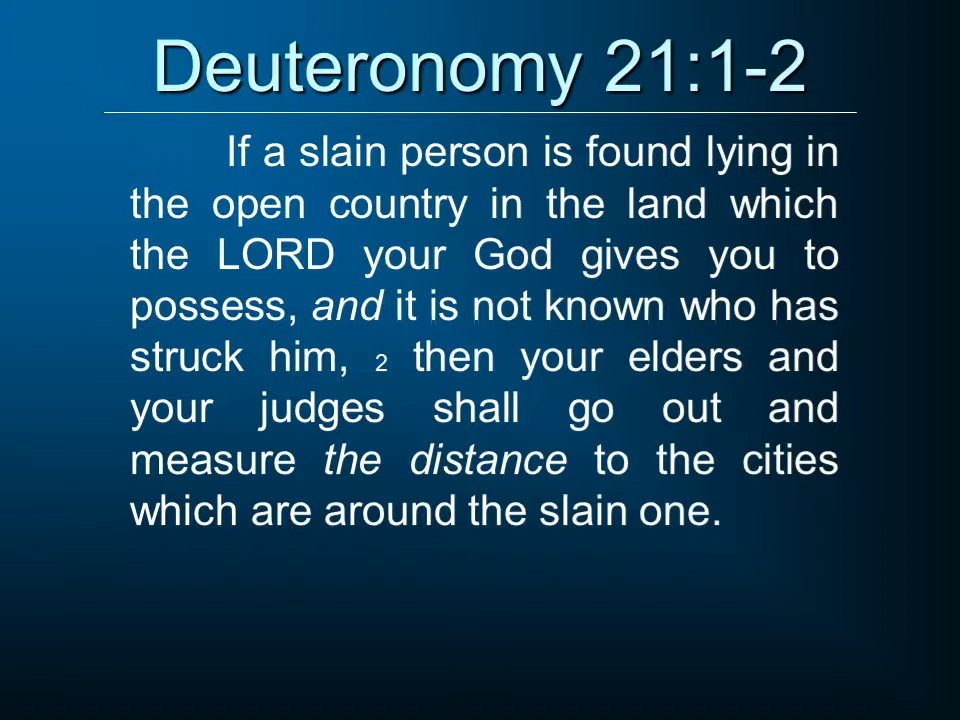 Deuteronomy 21:1-2
If a slain person is found lying in
the open country in the land which
the LORD your God gives you to
possess, and it is not known who has
struck him, 2 then your elders and
your judges shall go out and
measure the distance to the cities
which are around the slain one.